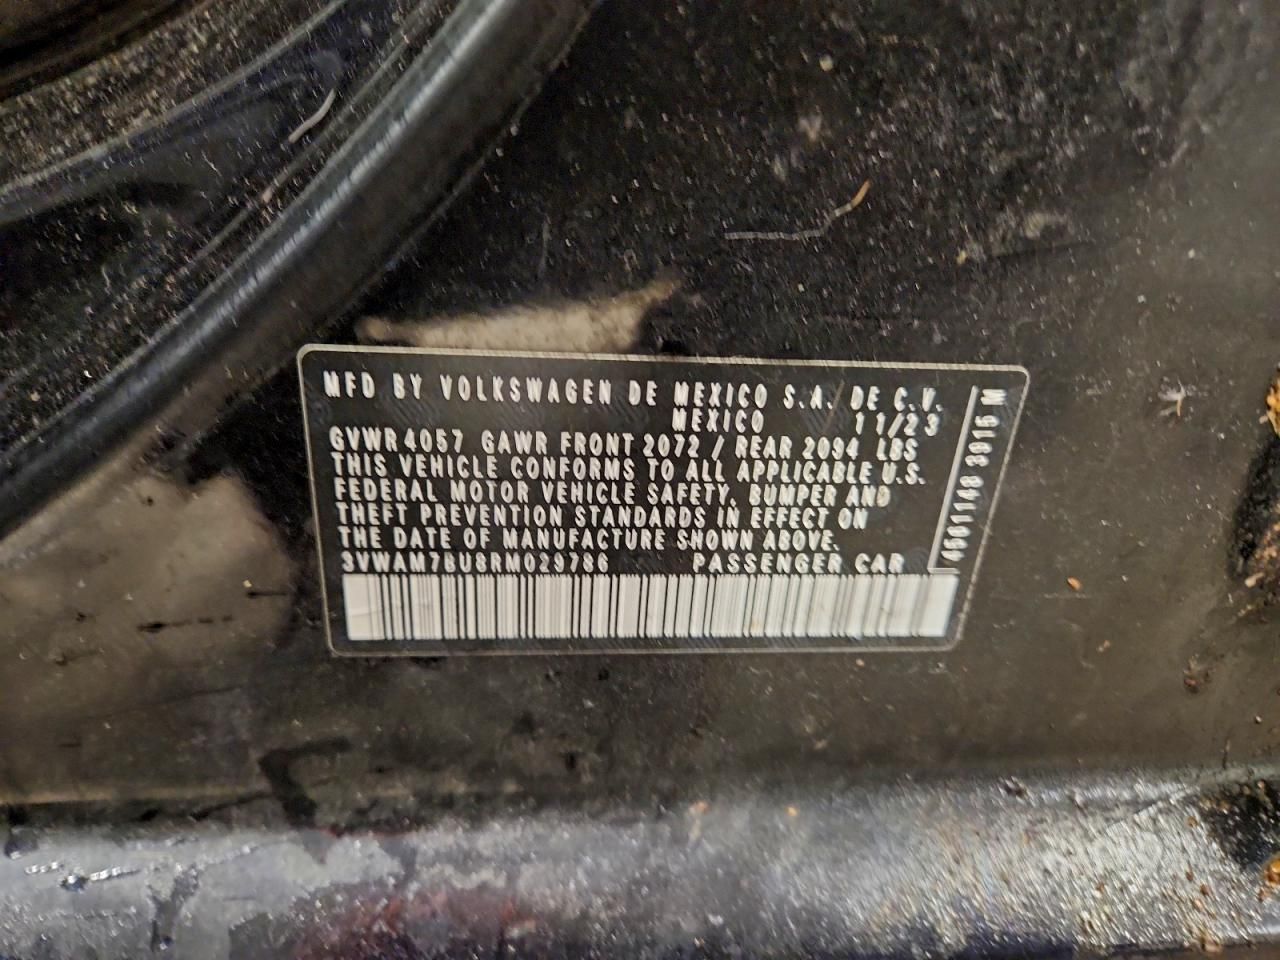 MFD BY VOLKSWAGEN DE MEXICO S.A. DE C.V.
MEXICO 11/23
GVWR 4057 GAWR FRONT 2072 / REAR 2094 LBS
THIS VEHICLE CONFORMS TO ALL APPLICABLE U.S.
FEDERAL MOTOR VEHICLE SAFETY, BUMPER AND
THEFT PREVENTION STANDARDS IN EFFECT ON
THE DATE OF MANUFACTURE SHOWN ABOVE.
3VWAM7BU8RM029786 PASSENGER CAR
4561148 3915 M